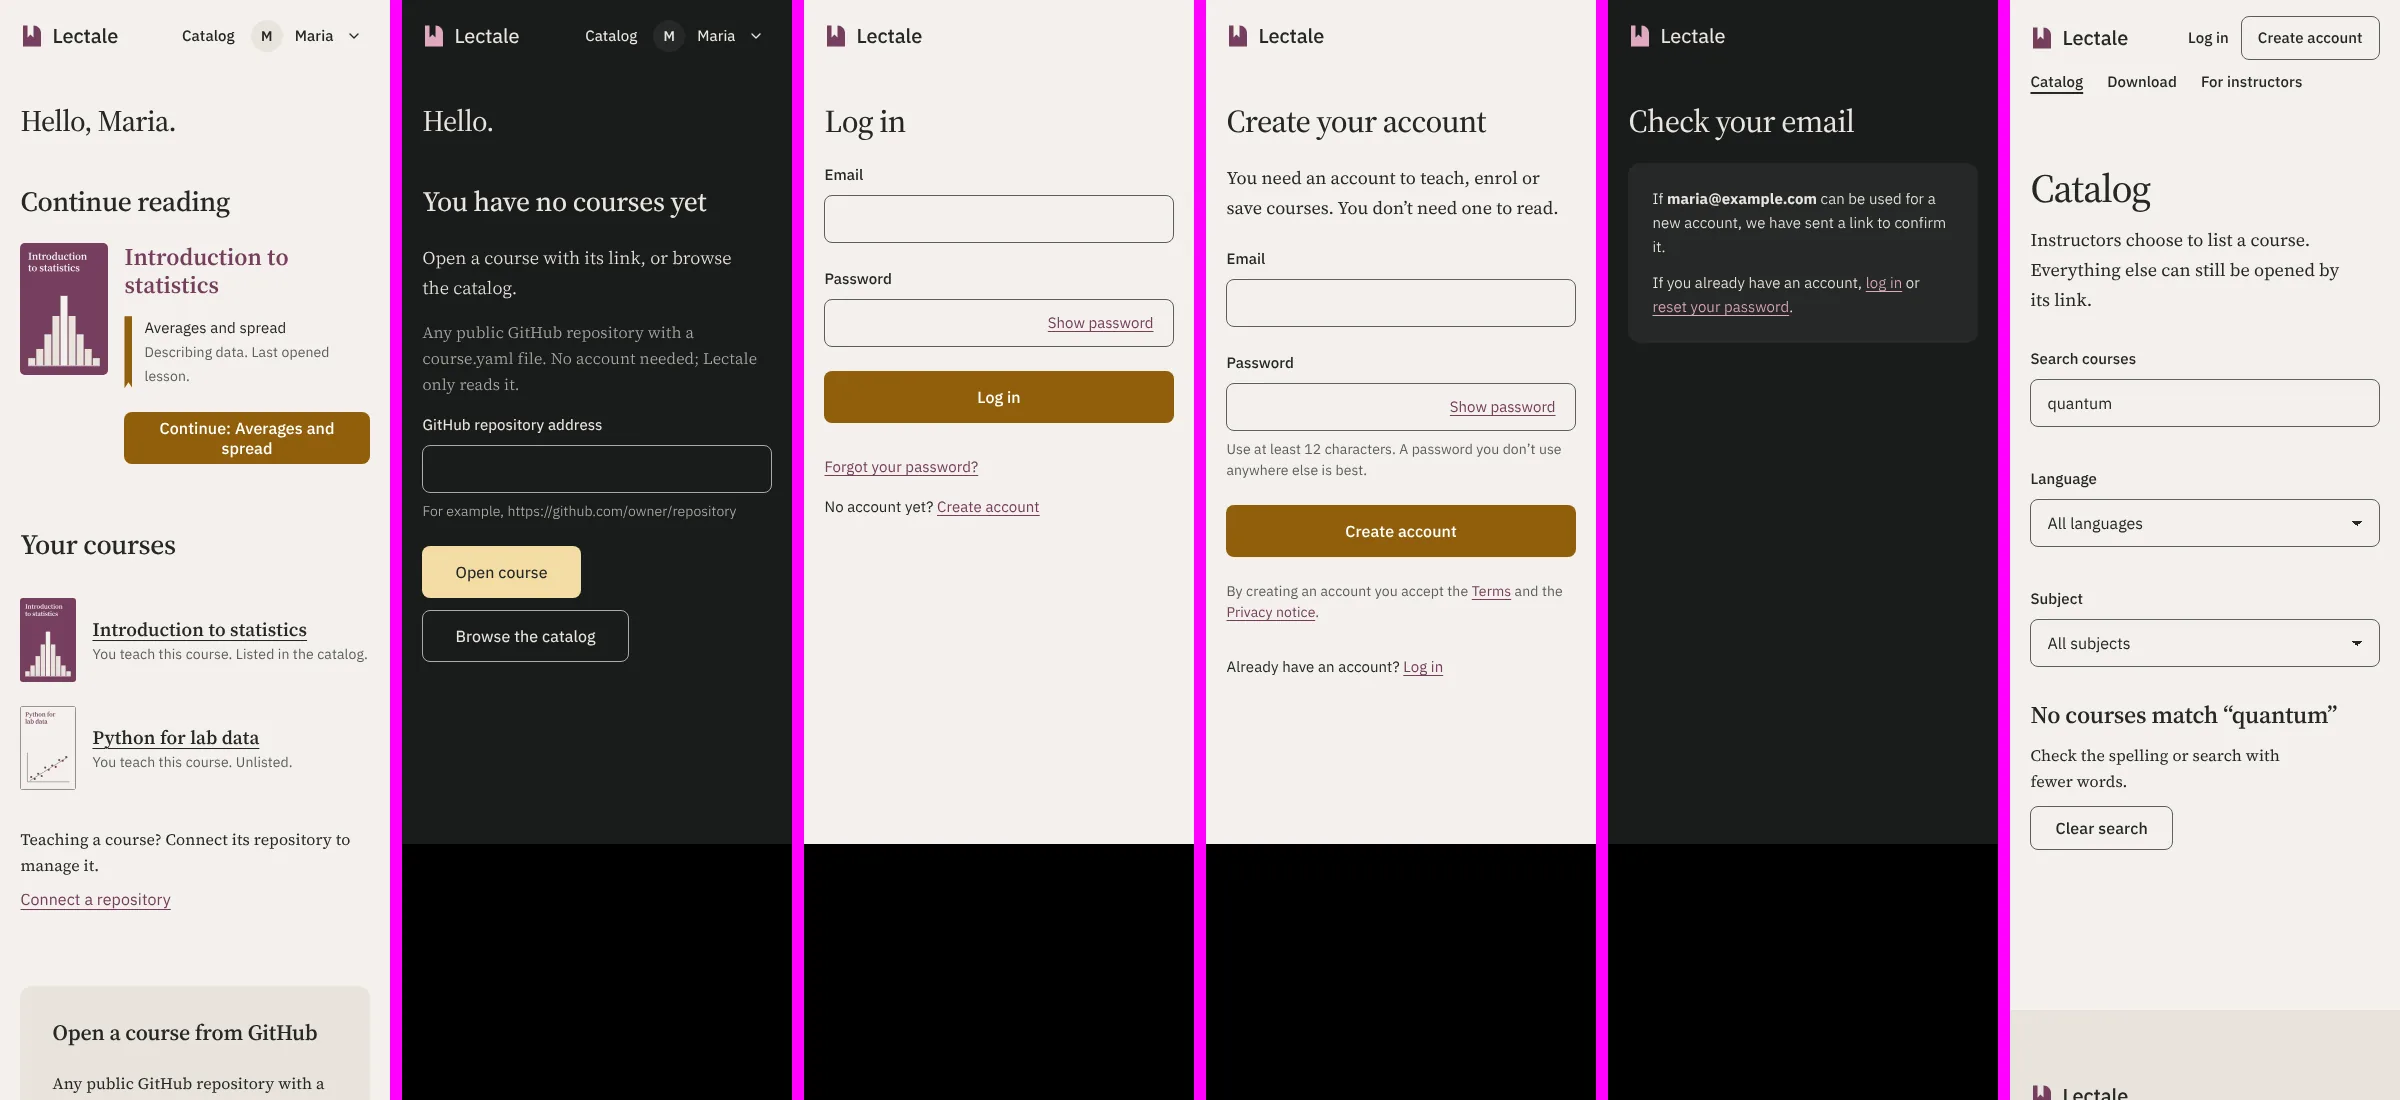 Lectale
Catalog
M
Maria
Hello, Maria.
Continue reading
Introduction
to statistics
Introduction to
statistics
Averages and spread
Describing data. Last opened
lesson.
Continue: Averages and
spread
Your courses
Introduction
to statistics
Introduction to statistics
You teach this course. Listed in the catalog.
Python for
lab data
Python for lab data
You teach this course. Unlisted.
Teaching a course? Connect its repository to
manage it.
Connect a repository
Open a course from GitHub
Any public GitHub repository with a
Lectale
Catalog
M
Maria
Hello.
You have no courses yet
Open a course with its link, or browse
the catalog.
Any public GitHub repository with a
course.yaml file. No account needed; Lectale
only reads it.
GitHub repository address
For example, https://github.com/owner/repository
Open course
Browse the catalog
Lectale
Log in
Email
Password
Show password
Log in
Forgot your password?
No account yet? Create account
Lectale
Create your account
You need an account to teach, enrol or
save courses. You don’t need one to read.
Email
Password
Show password
Use at least 12 characters. A password you don’t use
anywhere else is best.
Create account
By creating an account you accept the Terms and the
Privacy notice.
Already have an account? Log in
Lectale
Check your email
If maria@example.com can be used for a
new account, we have sent a link to confirm
it.
If you already have an account, log in or
reset your password.
Lectale
Log in
Create account
Catalog
Download
For instructors
Catalog
Instructors choose to list a course.
Everything else can still be opened by
its link.
Search courses
quantum
Language
All languages
Subject
All subjects
No courses match “quantum”
Check the spelling or search with
fewer words.
Clear search
Lectale